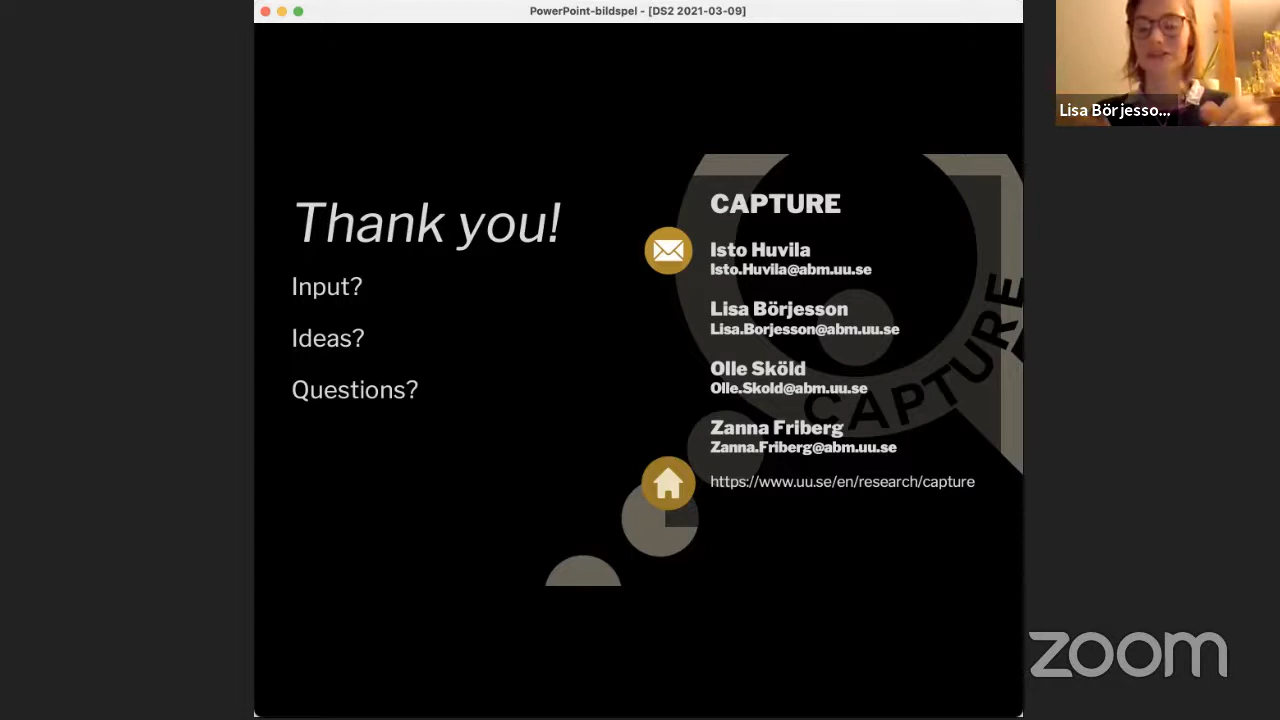 PowerPoint-bildspel - [DS2 2021-03-09]
Lisa Börjesso...
Thank you!
Input?
Ideas?
Questions?
CAPTURE
Isto Huvila
Isto.Huvila@abm.uu.se
Lisa Börjesson
Lisa.Borjesson@abm.uu.se
Olle Sköld
Olle.Skold@abm.uu.se
Zanna Friberg
Zanna.Friberg@abm.uu.se
https://www.uu.se/en/research/capture
CAPTURE
zoom